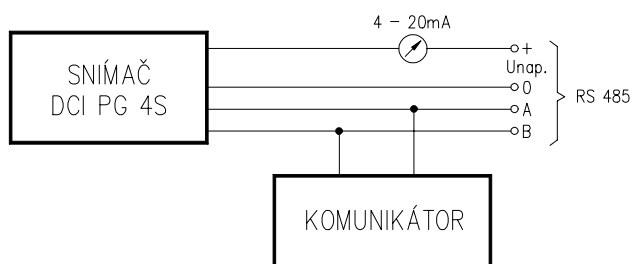 4 – 20mA
SNÍMAČ
DCI PG 4S
+
Unap.
0
A
B
RS 485
KOMUNIKÁTOR